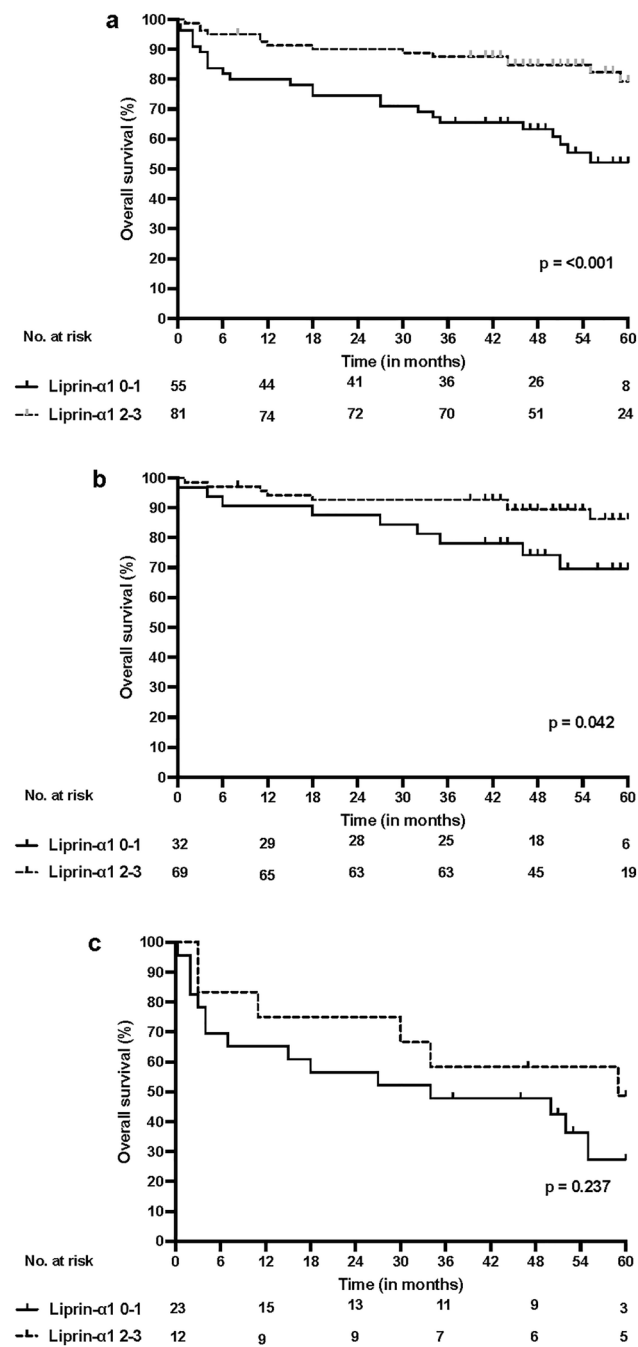 a
100
90
80
70
60
50
40
30
20
10
0
Overall survival (%)
p = <0.001
0 6 12 18 24 30 36 42 48 54 60
Time (in months)
No. at risk
Liprin-α1 0-1 55 44 41 36 26 8
Liprin-α1 2-3 81 74 72 70 51 24
b
100
90
80
70
60
50
40
30
20
10
0
Overall survival (%)
p = 0.042
0 6 12 18 24 30 36 42 48 54 60
Time (in months)
No. at risk
Liprin-α1 0-1 32 29 28 25 18 6
Liprin-α1 2-3 69 65 63 63 45 19
c
100
90
80
70
60
50
40
30
20
10
0
Overall survival (%)
p = 0.237
0 6 12 18 24 30 36 42 48 54 60
Time (in months)
No. at risk
Liprin-α1 0-1 23 15 13 11 9 3
Liprin-α1 2-3 12 9 9 7 6 5